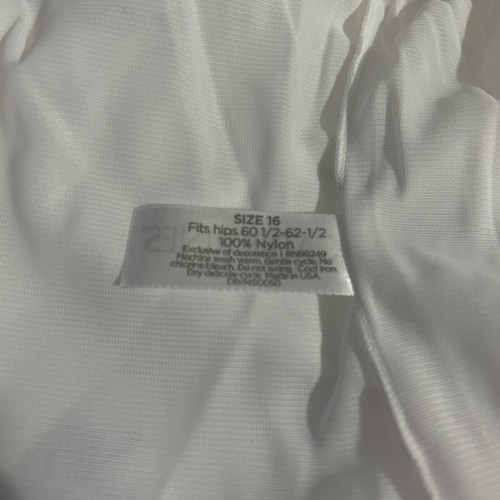 SIZE 16
Fits hips 60 1/2-62-1/2
100% Nylon
Exclusive of decoration | RN99249
Machine wash warm. Gentle cycle. No
chlorine bleach. Do not wring. Cool iron.
Dry delicate cycle. Made in USA.